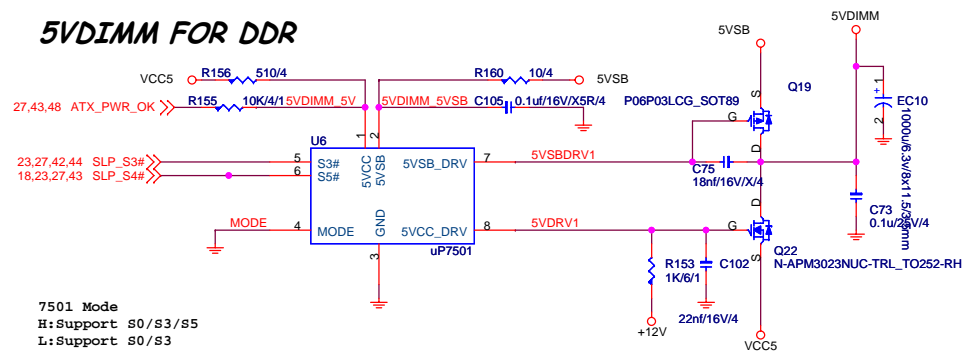 5VDIMM FOR DDR
5VDIMM
5VSB
VCC5
R156
510/4
R160
10/4
5VSB
Q19
27,43,48 ATX_PWR_OK
R155
10K/4/1
5VDIMM_5V
5VDIMM_5VSB
C105
0.1uf/16V/X5R/4
P06P03LCG_SOT89
S
G
D
1
+
2
EC10
1000u/6.3V/8x11.5/3.5mm
U6
1
2
5VCC
5VSB
23,27,42,44 SLP_S3#
5
S3#
5VSB_DRV
7
5VSBDRV1
18,23,27,43 SLP_S4#
6
S5#
C75
18nf/16V/X/4
C73
0.1u/25V/4
MODE
4
MODE
GND
5VCC_DRV
8
5VDRV1
D
G
S
uP7501
3
R153
1K/6/1
C102
22nf/16V/4
Q22
N-APM3023NUC-TRL_TO252-RH
+12V
VCC5
7501 Mode
H:Support S0/S3/S5
L:Support S0/S3